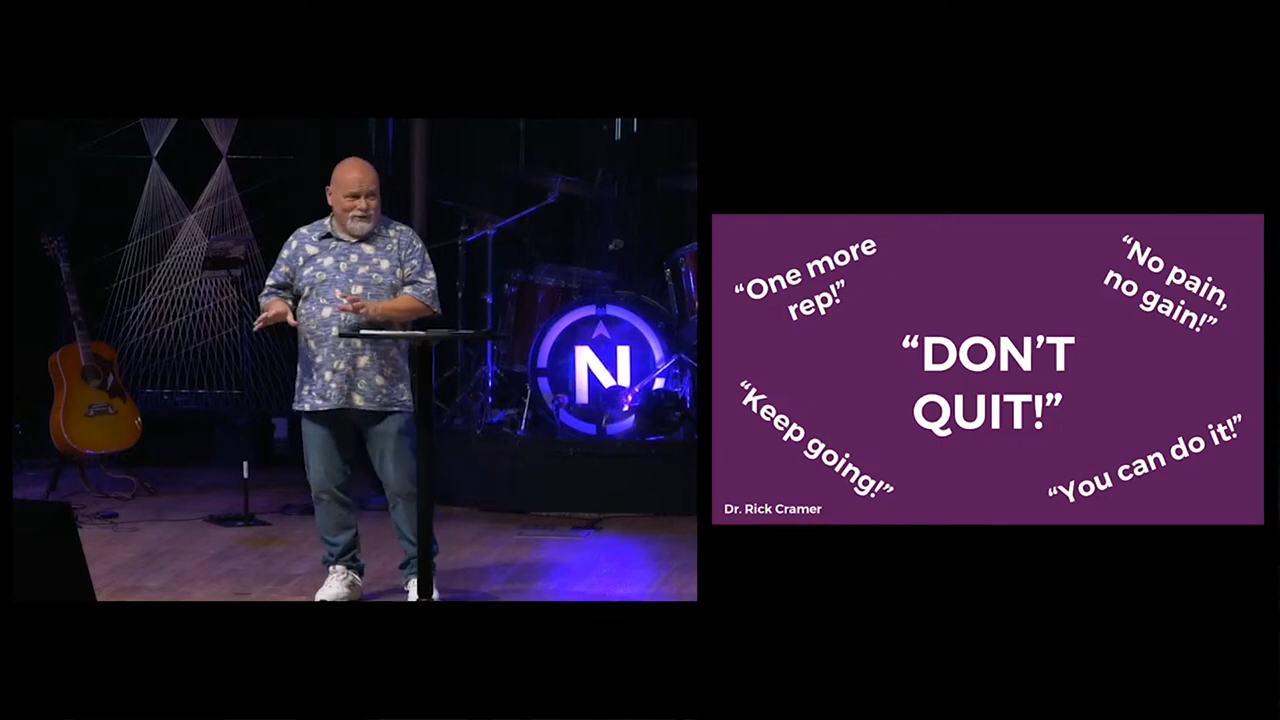 “One more
rep!”
“No pain,
no gain!”
“DON’T
QUIT!”
“Keep going!”
“You can do it!”
Dr. Rick Cramer
N